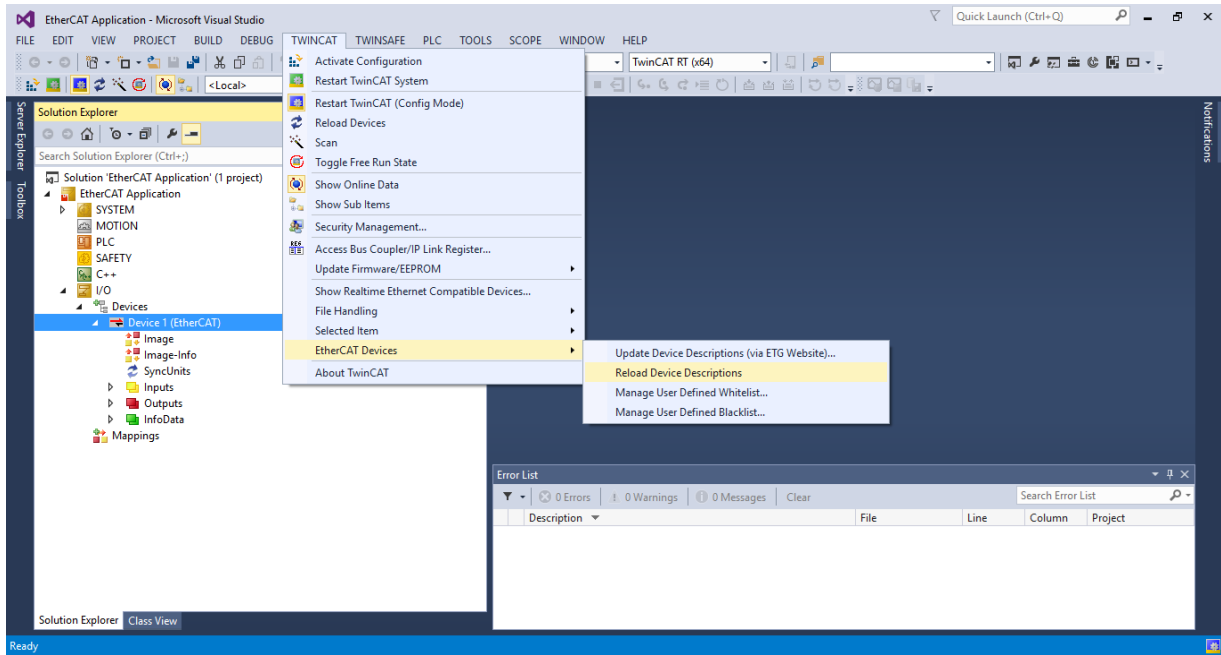 EtherCAT Application - Microsoft Visual Studio
Quick Launch (Ctrl+Q)
FILE EDIT VIEW PROJECT BUILD DEBUG TWINCAT TWINSAFE PLC TOOLS SCOPE WINDOW HELP
TwinCAT RT (x64)
<Local>
Activate Configuration
Restart TwinCAT System
Restart TwinCAT (Config Mode)
Reload Devices
Scan
Toggle Free Run State
Show Online Data
Show Sub Items
Security Management...
Access Bus Coupler/IP Link Register...
Update Firmware/EEPROM
Show Realtime Ethernet Compatible Devices...
File Handling
Selected Item
EtherCAT Devices
About TwinCAT
Update Device Descriptions (via ETG Website)...
Reload Device Descriptions
Manage User Defined Whitelist...
Manage User Defined Blacklist...
Server Explorer
Toolbox
Solution Explorer
Search Solution Explorer (Ctrl+;)
Solution 'EtherCAT Application' (1 project)
EtherCAT Application
SYSTEM
MOTION
PLC
SAFETY
C++
I/O
Devices
Device 1 (EtherCAT)
Image
Image-Info
SyncUnits
Inputs
Outputs
InfoData
Mappings
Notifications
Error List
0 Errors 0 Warnings 0 Messages Clear
Search Error List
Description File Line Column Project
Solution Explorer Class View
Ready